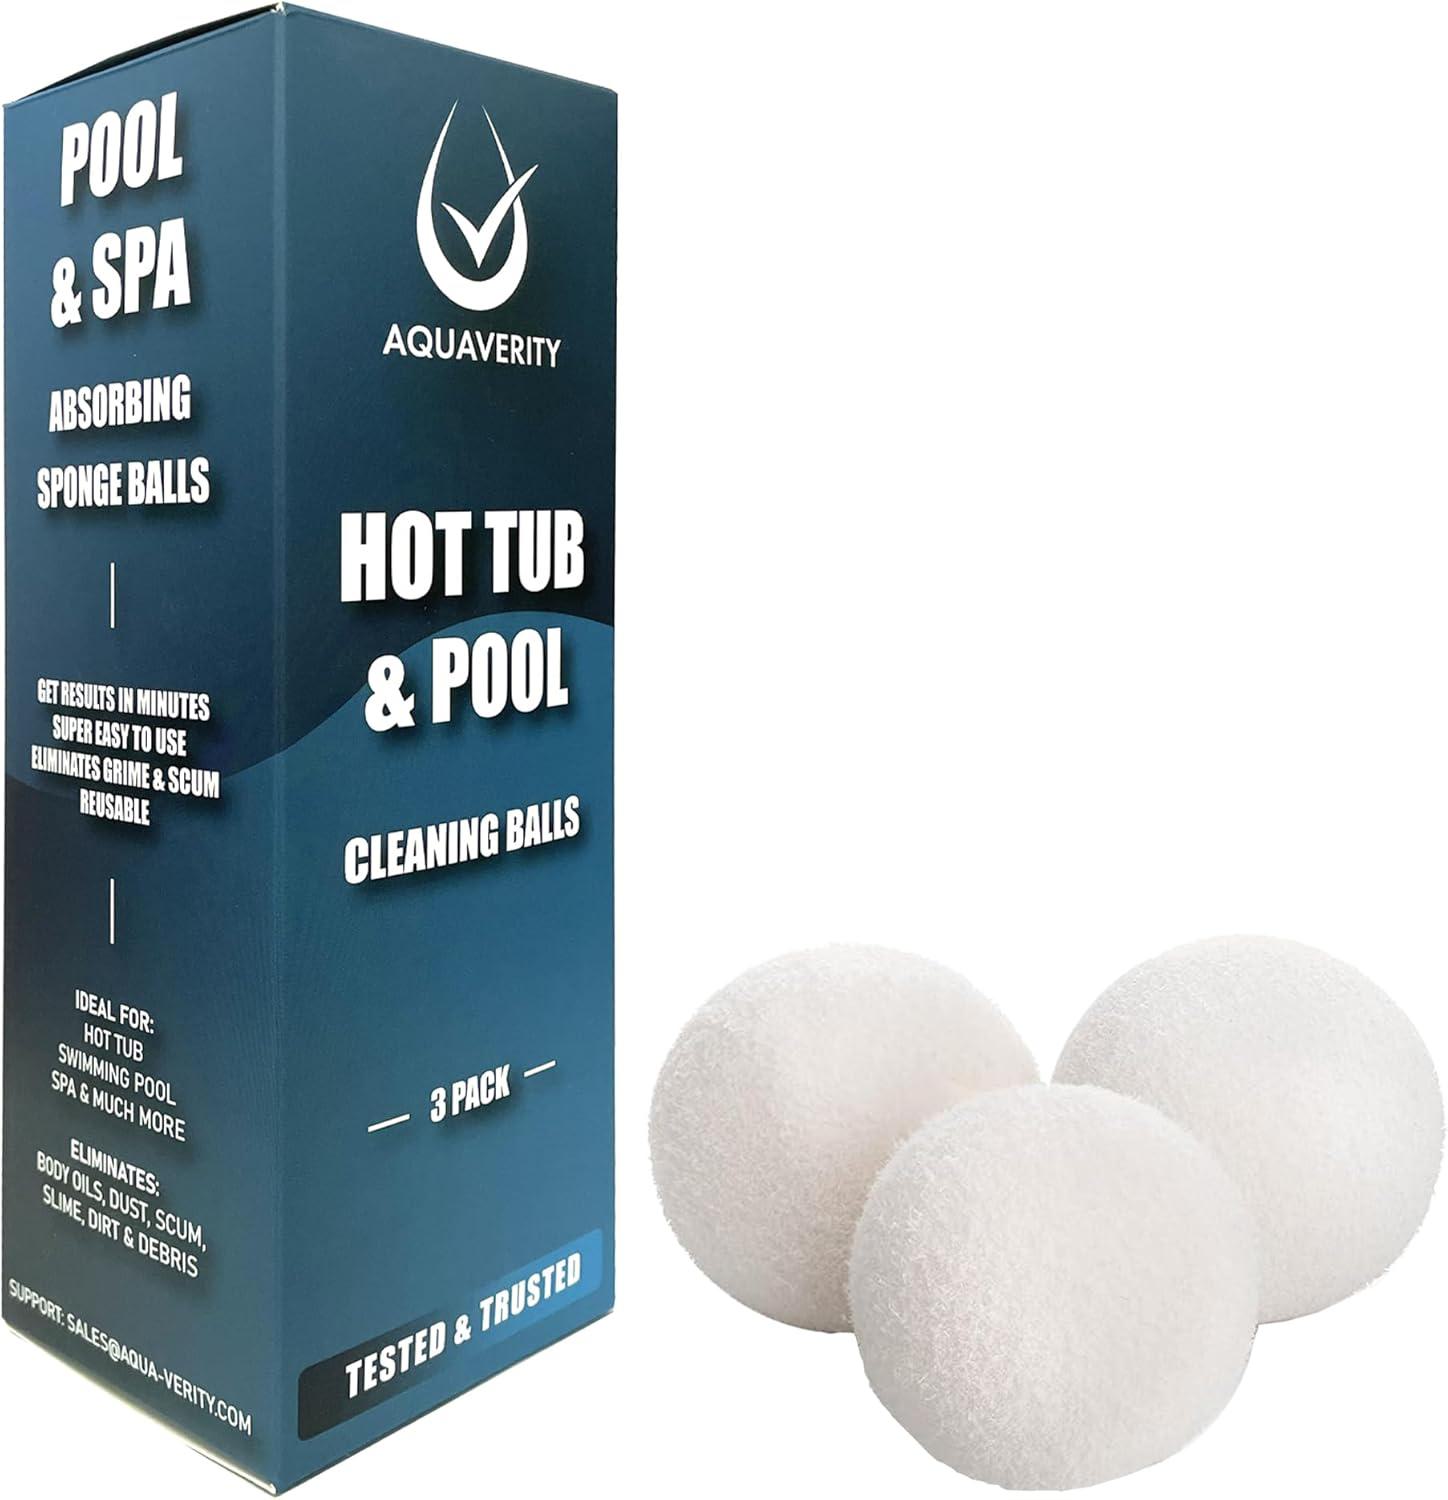 POOL
& SPA
ABSORBING
SPONGE BALLS
GET RESULTS IN MINUTES
SUPER EASY TO USE
ELIMINATES GRIME & SCUM
REUSABLE
IDEAL FOR:
HOT TUB
SWIMMING POOL
SPA & MUCH MORE
ELIMINATES:
BODY OILS, DUST, SCUM,
SLIME, DIRT & DEBRIS
SUPPORT: SALES@AQUA-VERITY.COM
AQUAVERITY
HOT TUB
& POOL
CLEANING BALLS
3 PACK
TESTED & TRUSTED